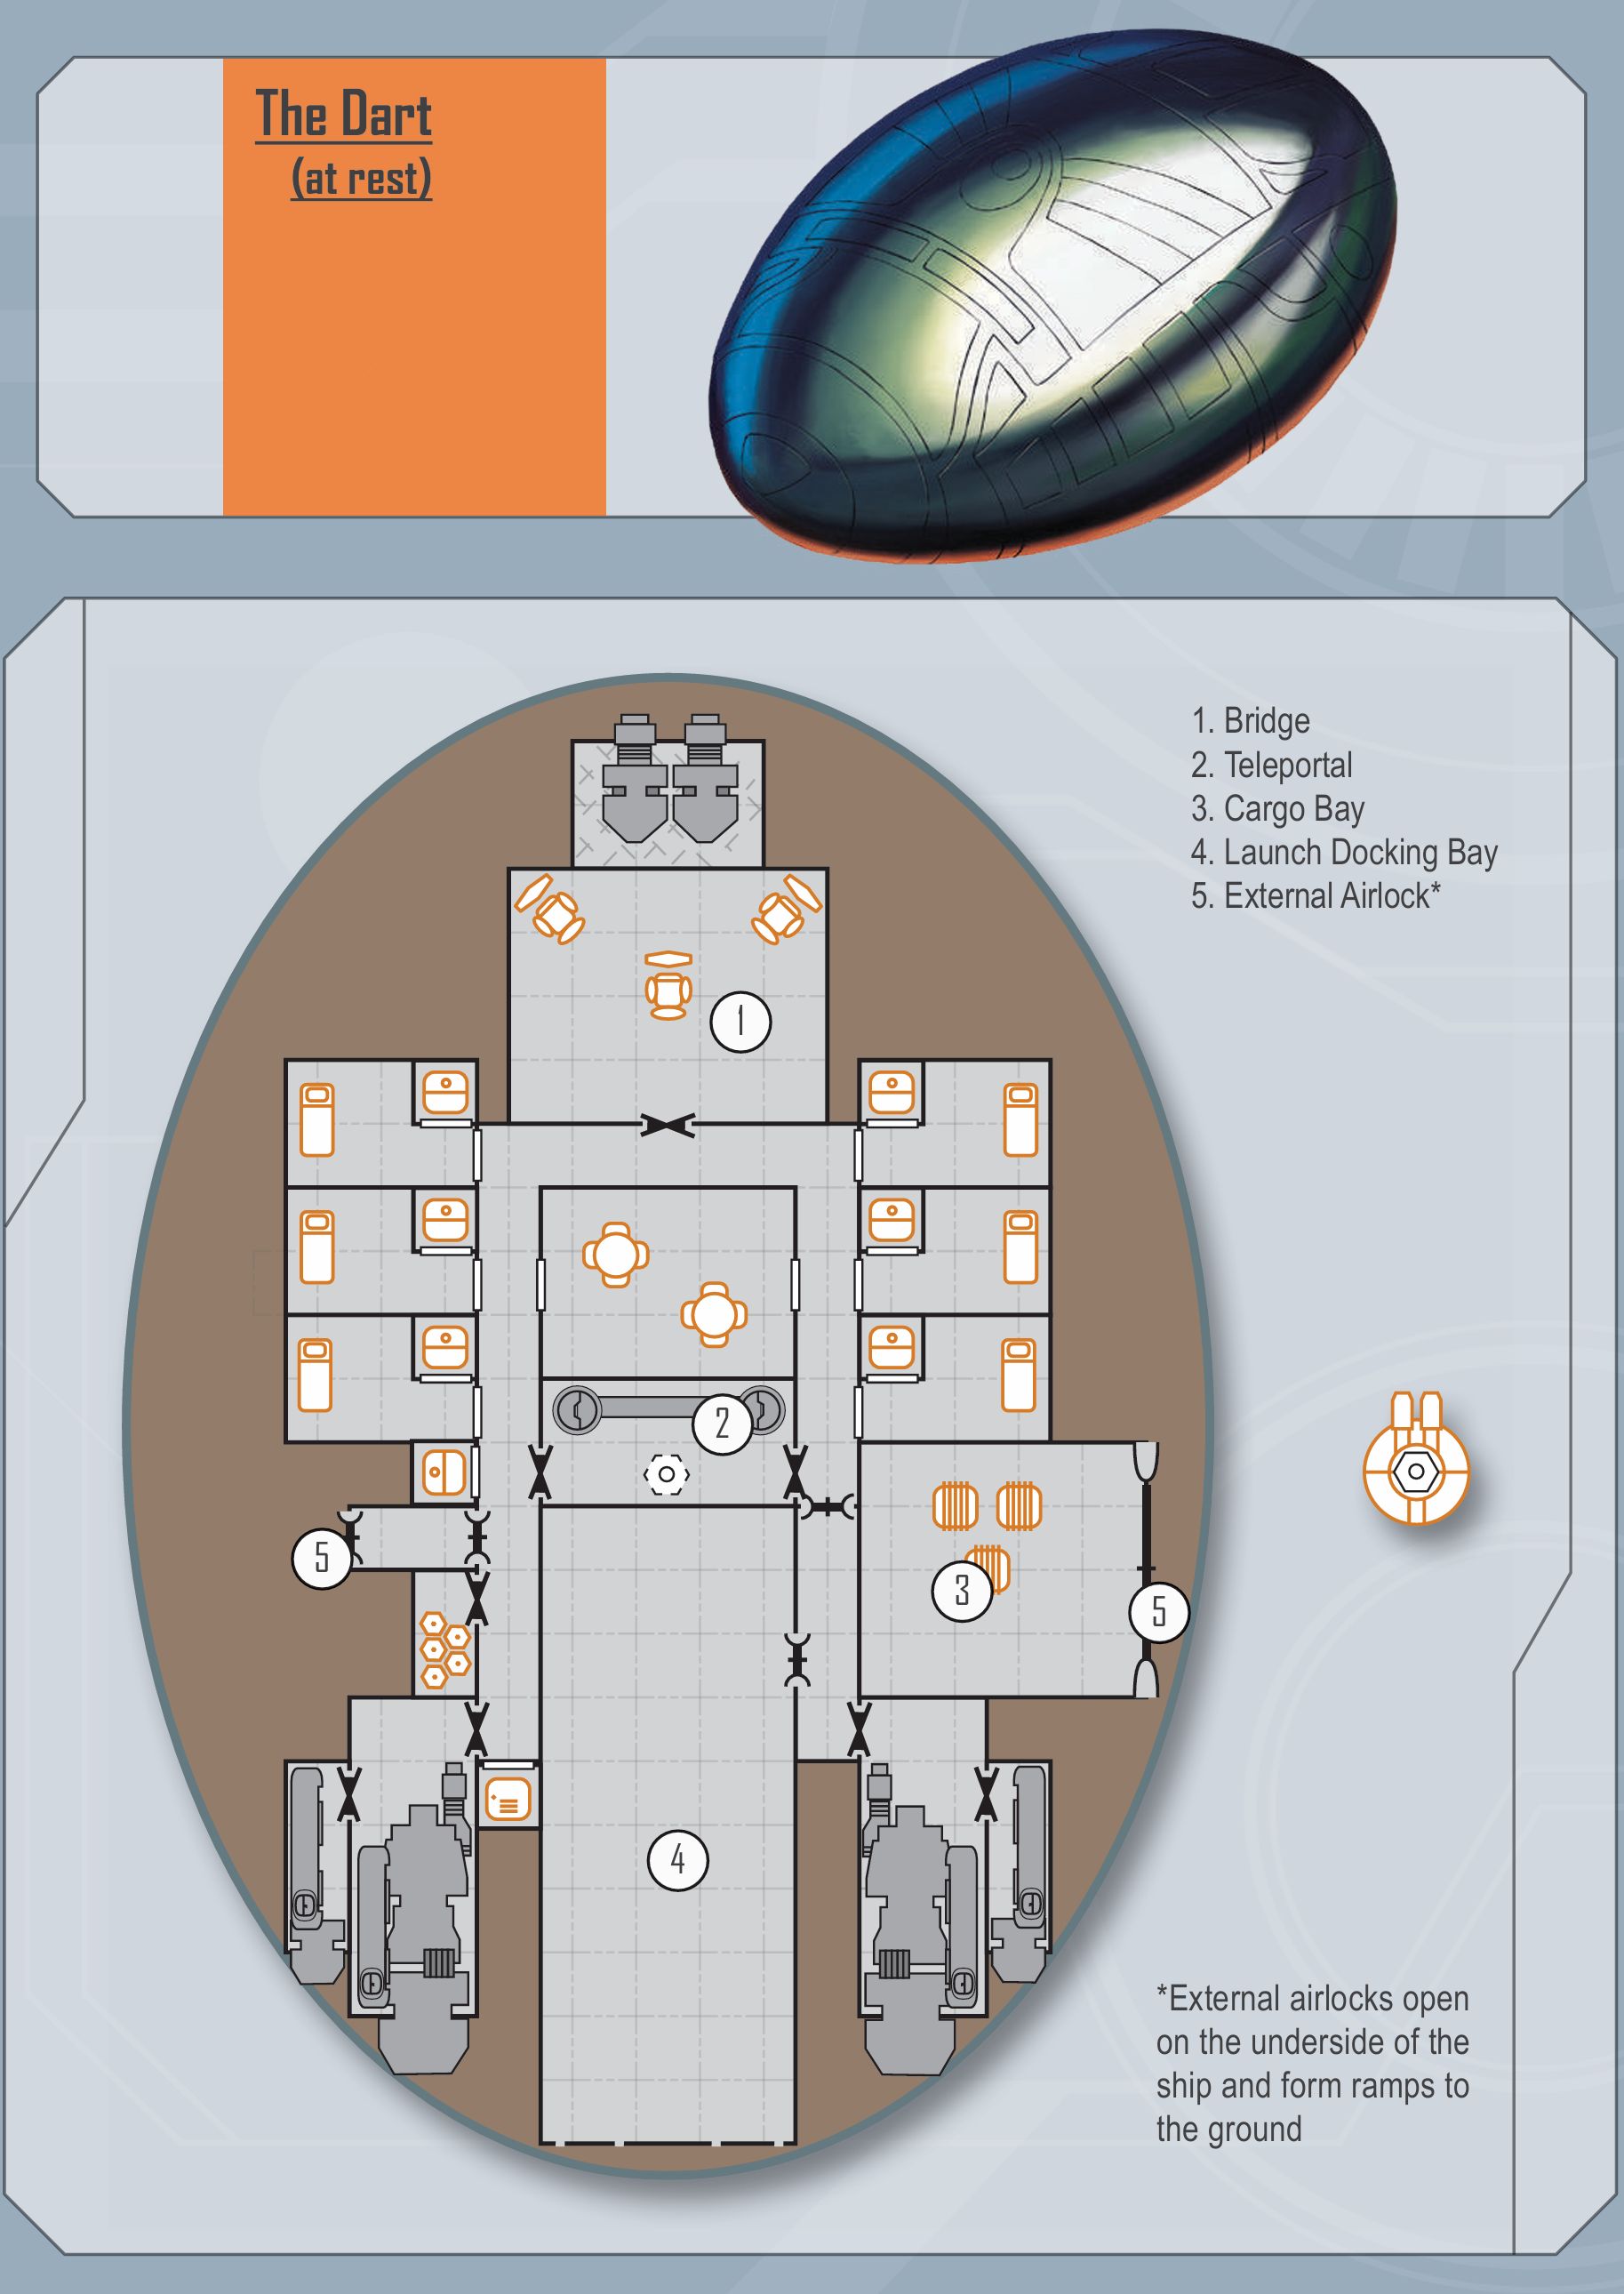 The Dart
(at rest)
1. Bridge
2. Teleportal
3. Cargo Bay
4. Launch Docking Bay
5. External Airlock*
1
2
5
3
5
4
*External airlocks open
on the underside of the
ship and form ramps to
the ground